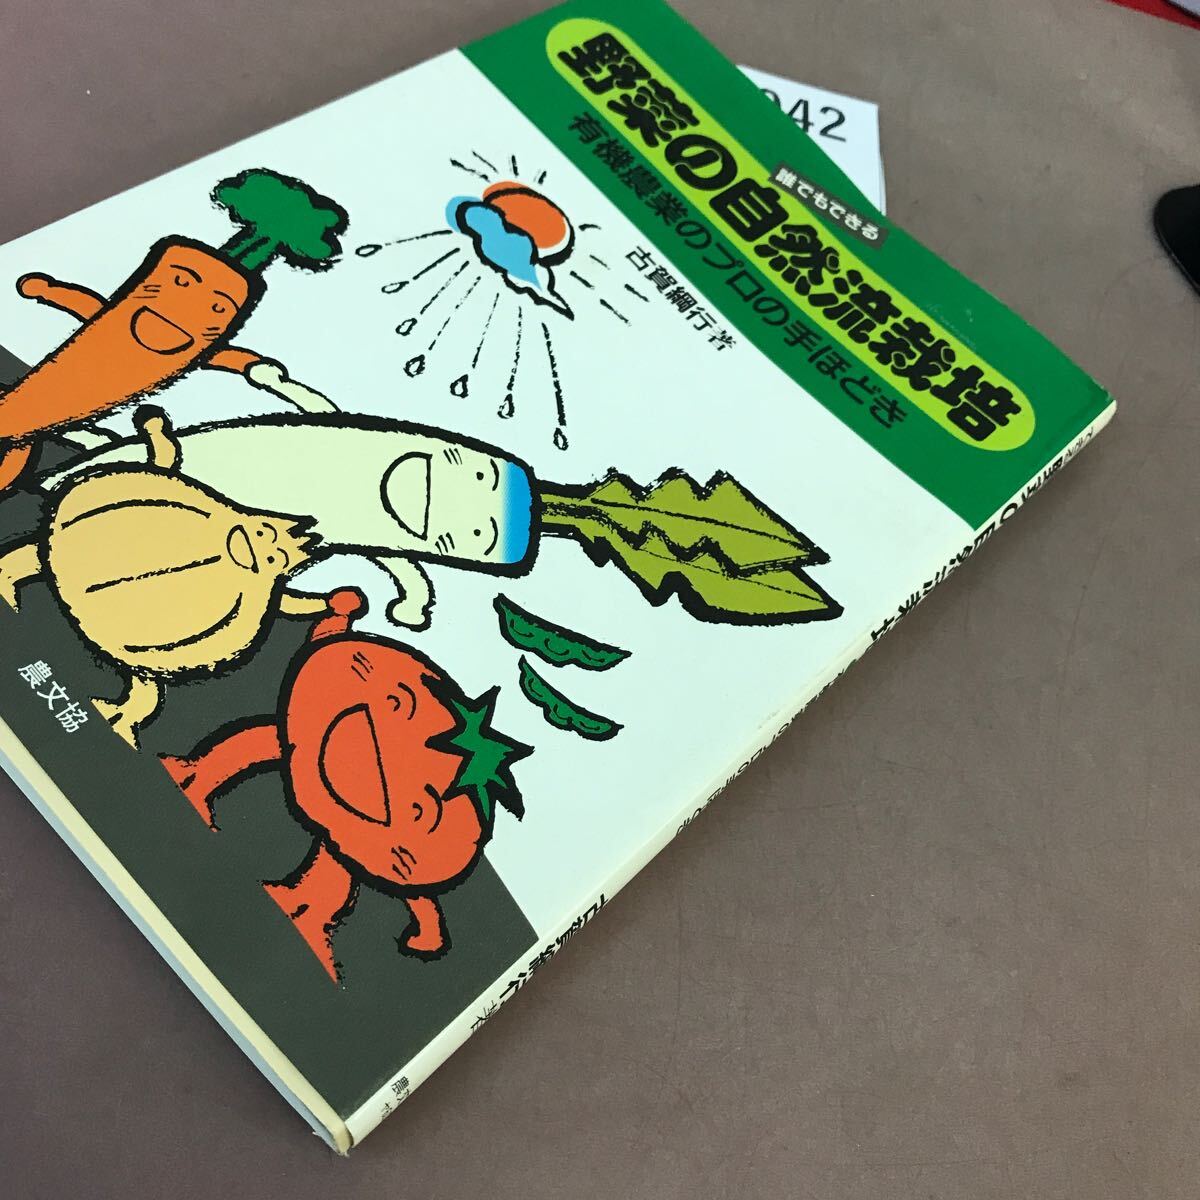 誰でもできる
野菜の自然流栽培
有機農業のプロの手ほどき
古賀綱行著
農文協
042